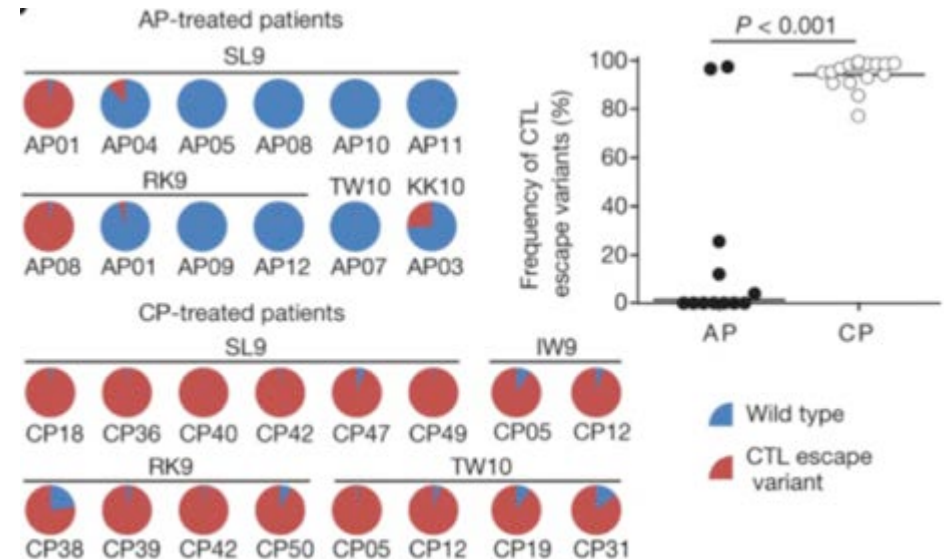 AP-treated patients
SL9
AP01 AP04 AP05 AP08 AP10 AP11
RK9 TW10 KK10
AP08 AP01 AP09 AP12 AP07 AP03
CP-treated patients
SL9 IW9
CP18 CP36 CP40 CP42 CP47 CP49 CP05 CP12
RK9 TW10
CP38 CP39 CP42 CP50 CP05 CP12 CP19 CP31
P < 0.001
Frequency of CTL
escape variants (%)
100
80
60
40
20
0
AP CP
Wild type
CTL escape
variant